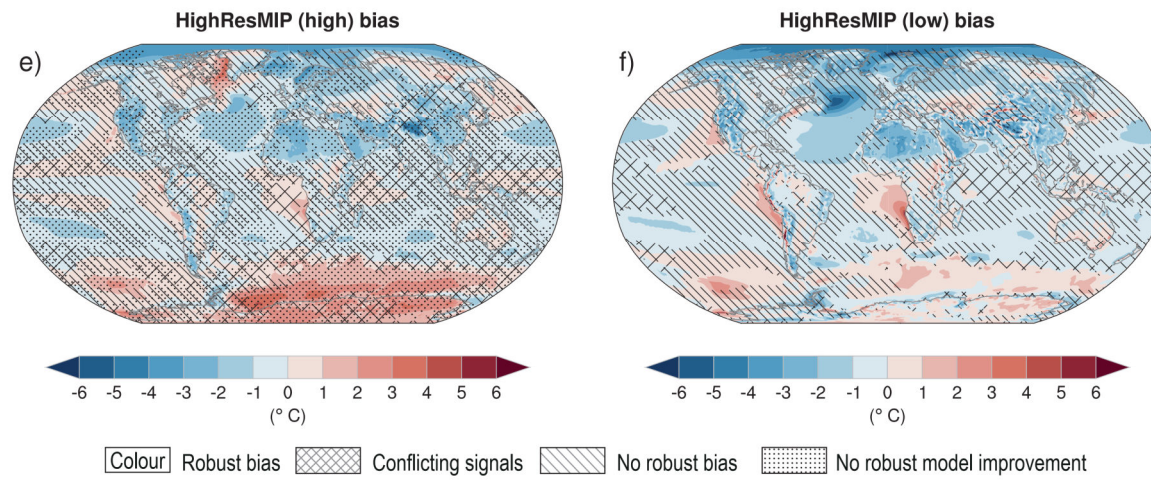 HighResMIP (high) bias
HighResMIP (low) bias
e)
f)
-6 -5 -4 -3 -2 -1 0 1 2 3 4 5 6
(° C)
-6 -5 -4 -3 -2 -1 0 1 2 3 4 5 6
(° C)
Colour Robust bias Conflicting signals No robust bias No robust model improvement